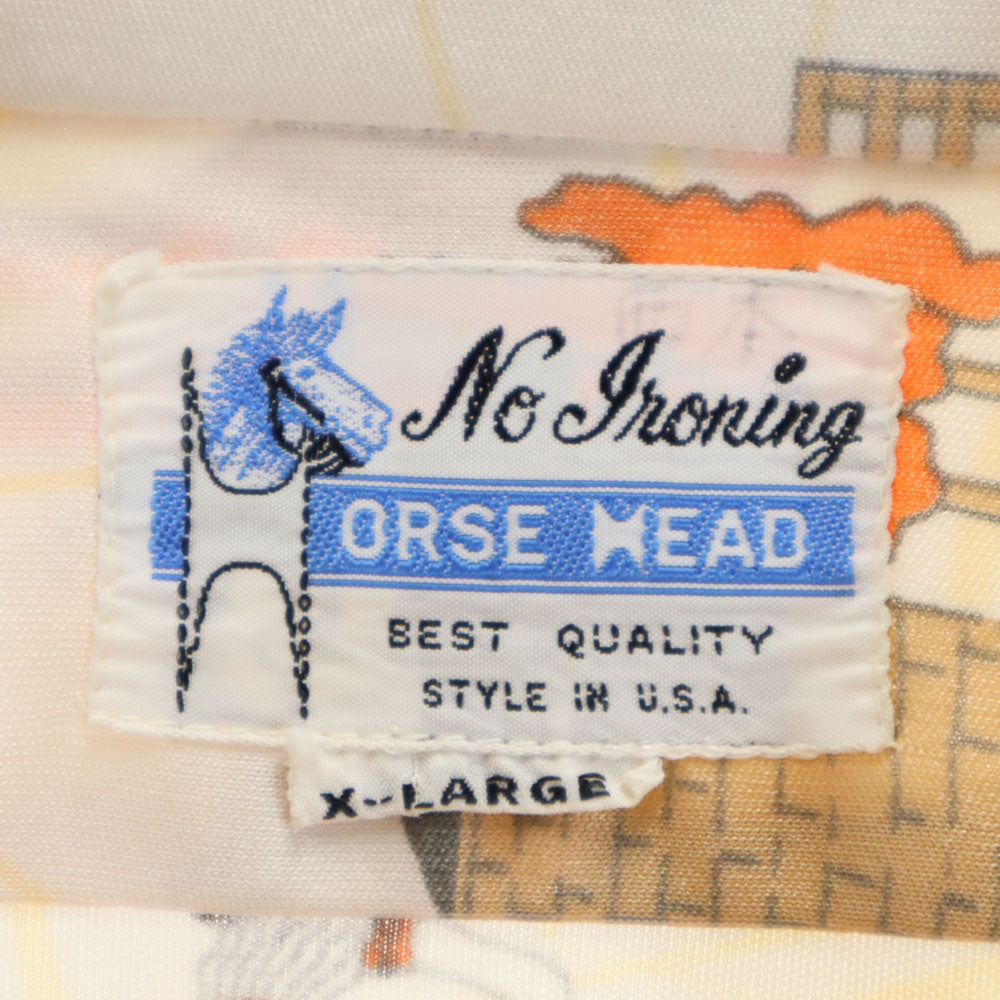 No Ironing
HORSE HEAD
BEST QUALITY
STYLE IN U.S.A.
X-LARGE